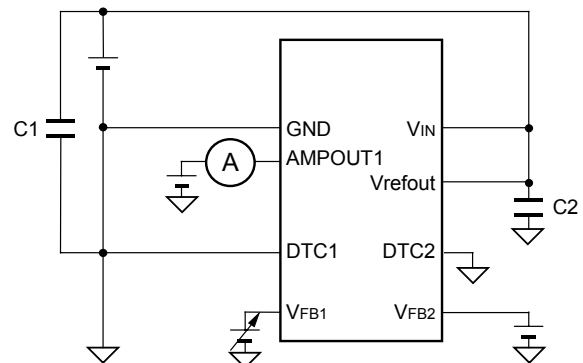 C1
GND
VIN
A
AMPOUT1
Vrefout
C2
DTC1
DTC2
VFB1
VFB2